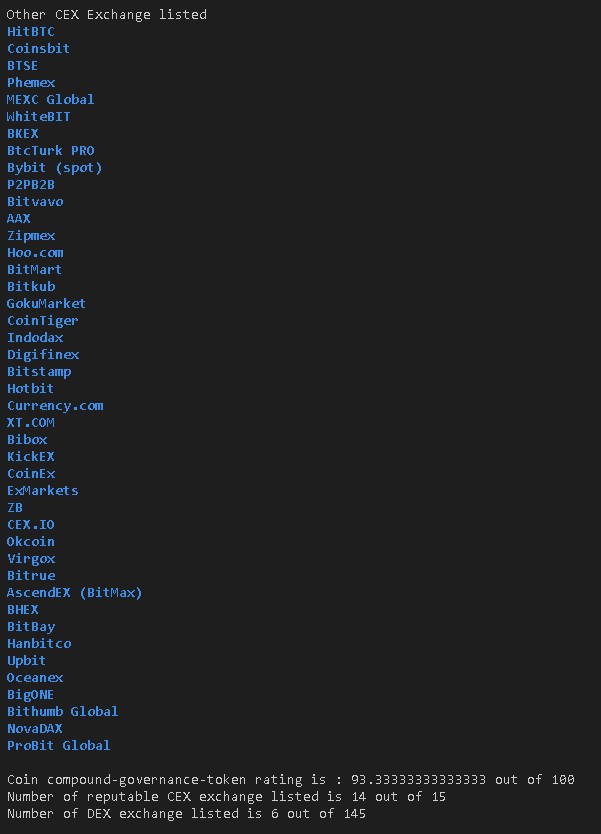 Other CEX Exchange listed
HitBTC
Coinsbit
BTSE
Phemex
MEXC Global
WhiteBIT
BKEX
BtcTurk PRO
Bybit (spot)
P2PB2B
Bitvavo
AAX
Zipmex
Hoo.com
BitMart
Bitkub
GokuMarket
CoinTiger
Indodax
Digifinex
Bitstamp
Hotbit
Currency.com
XT.COM
Bibox
KickEX
CoinEx
ExMarkets
ZB
CEX.IO
Okcoin
Virgox
Bitrue
AscendEX (BitMax)
BHEX
BitBay
Hanbitco
Upbit
Oceanex
BigONE
Bithumb Global
NovaDAX
ProBit Global
Coin compound-governance-token rating is : 93.33333333333333 out of 100
Number of reputable CEX exchange listed is 14 out of 15
Number of DEX exchange listed is 6 out of 145